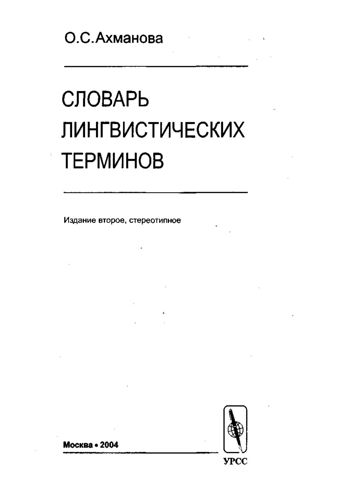 О.С.Ахманова
СЛОВАРЬ
ЛИНГВИСТИЧЕСКИХ
ТЕРМИНОВ
Издание второе, стереотипное
Москва • 2004
УРСС